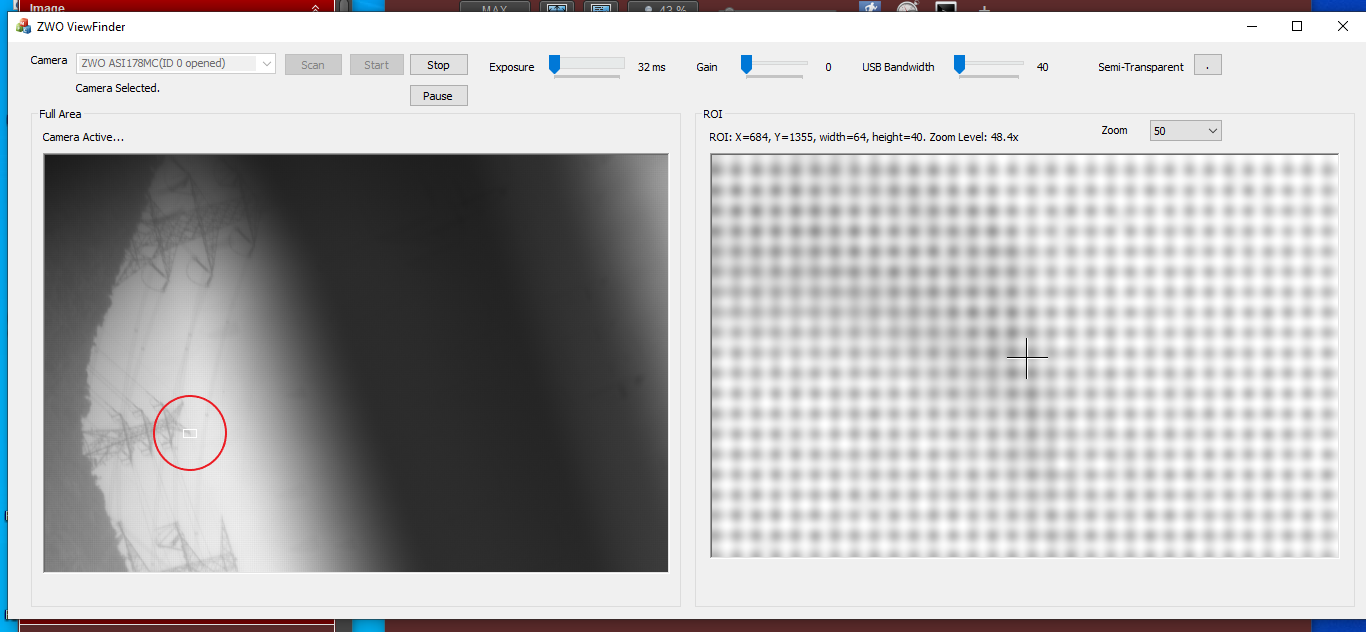 Image
MAX
43 %
ZWO ViewFinder
Camera
ZWO ASI178MC(ID 0 opened)
Scan
Start
Stop
Exposure
32 ms
Gain
0
USB Bandwidth
40
Semi-Transparent
.
Camera Selected.
Pause
Full Area
ROI
Camera Active...
ROI: X=684, Y=1355, width=64, height=40. Zoom Level: 48.4x
Zoom
50